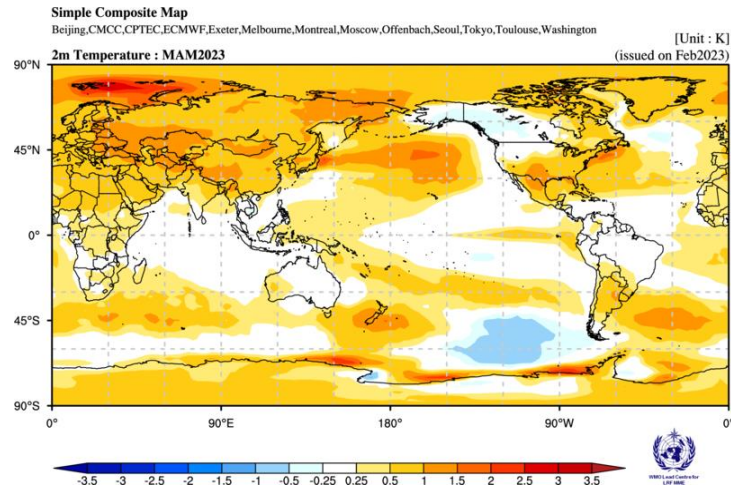 Simple Composite Map
Beijing,CMCC,CPTEC,ECMWF,Exeter,Melbourne,Montreal,Moscow,Offenbach,Seoul,Tokyo,Toulouse,Washington
[Unit : K]
2m Temperature : MAM2023
(issued on Feb2023)
90°N
45°N
0°
45°S
90°S
0° 90°E 180° 90°W 0°
-3.5 -3 -2.5 -2 -1.5 -1 -0.5 -0.25 0.25 0.5 1 1.5 2 2.5 3 3.5
WMO Lead Centre for
LRF MME